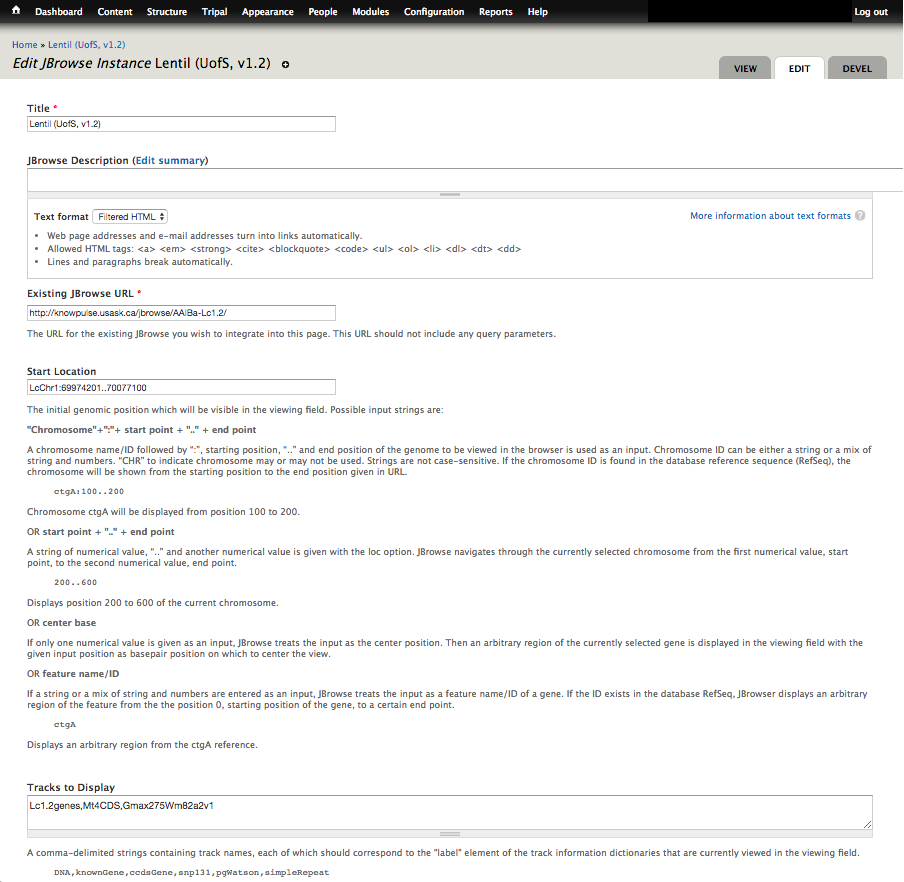 Dashboard Content Structure Tripal Appearance People Modules Configuration Reports Help Log out
Home » Lentil (UofS, v1.2)
Edit JBrowse Instance Lentil (UofS, v1.2)
VIEW EDIT DEVEL
Title *
Lentil (UofS, v1.2)
JBrowse Description (Edit summary)
Text format Filtered HTML
More information about text formats ?
• Web page addresses and e-mail addresses turn into links automatically.
• Allowed HTML tags: <a> <em> <strong> <cite> <blockquote> <code> <ul> <ol> <li> <dl> <dt> <dd>
• Lines and paragraphs break automatically.
Existing JBrowse URL *
http://knowpulse.usask.ca/jbrowse/AAlBa-Lc1.2/
The URL for the existing JBrowse you wish to integrate into this page. This URL should not include any query parameters.
Start Location
LcChr1:69974201..70077100
The initial genomic position which will be visible in the viewing field. Possible input strings are:
"Chromosome"+":"+ start point + ".." + end point
A chromosome name/ID followed by ":", starting position, ".." and end position of the genome to be viewed in the browser is used as an input. Chromosome ID can be either a string or a mix of
string and numbers. "CHR" to indicate chromosome may or may not be used. Strings are not case-sensitive. If the chromosome ID is found in the database reference sequence (RefSeq), the
chromosome will be shown from the starting position to the end position given in URL.
ctgA:100..200
Chromosome ctgA will be displayed from position 100 to 200.
OR start point + ".." + end point
A string of numerical value, ".." and another numerical value is given with the loc option. JBrowse navigates through the currently selected chromosome from the first numerical value, start
point, to the second numerical value, end point.
200..600
Displays position 200 to 600 of the current chromosome.
OR center base
If only one numerical value is given as an input, JBrowse treats the input as the center position. Then an arbitrary region of the currently selected gene is displayed in the viewing field with the
given input position as basepair position on which to center the view.
OR feature name/ID
If a string or a mix of string and numbers are entered as an input, JBrowser treats the input as a feature name/ID of a gene. If the ID exists in the database RefSeq, JBrowser displays an arbitrary
region of the feature from the the position 0, starting position of the gene, to a certain end point.
ctgA
Displays an arbitrary region from the ctgA reference.
Tracks to Display
Lc1.2genes,Mt4CDS,Gmax275Wm82a2v1
A comma-delimited strings containing track names, each of which should correspond to the "label" element of the track information dictionaries that are currently viewed in the viewing field.
DNA,knownGene,ccdsGene,snp131,pgWatson,simpleRepeat